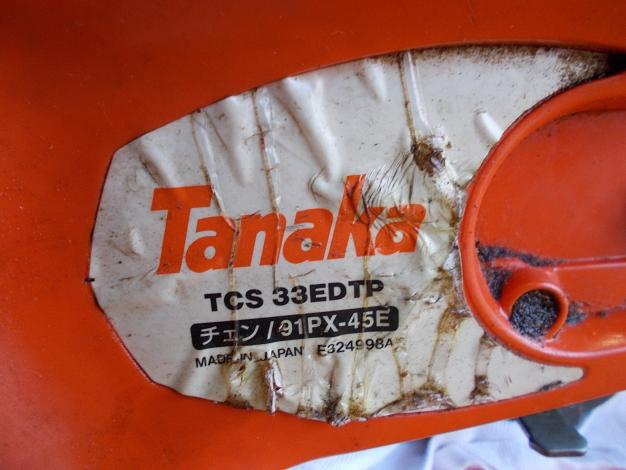 Tanaka
TCS 33EDTP
チェン/91PX-45E
MADE IN JAPAN E324998A